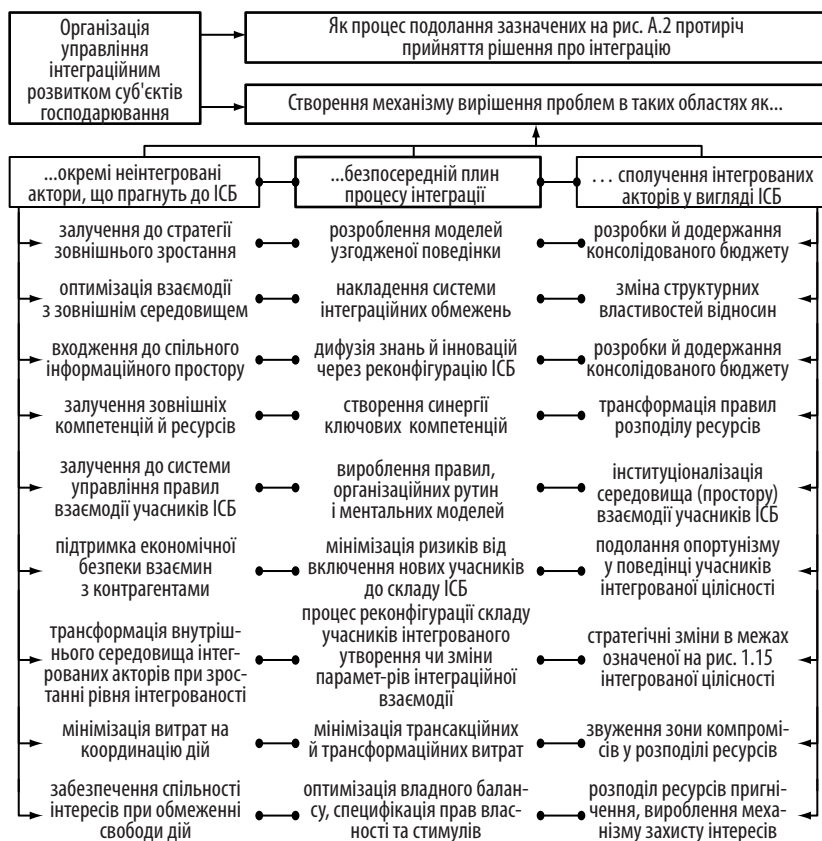 Організація
управління
інтеграційним
розвитком суб'єктів
господарювання
Як процес подолання зазначених на рис. А.2 протиріч
прийняття рішення про інтеграцію
Створення механізму вирішення проблем в таких областях як...
...окремі неінтегровані
актори, що прагнуть до ІСБ
...безпосередній плин
процесу інтеграції
... сполучення інтегрованих
акторів у вигляді ІСБ
залучення до стратегії
зовнішнього зростання
розроблення моделей
узгодженої поведінки
розробки й додержання
консолідованого бюджету
оптимізація взаємодії
з зовнішнім середовищем
накладення системи
інтеграційних обмежень
зміна структурних
властивостей відносин
входження до спільного
інформаційного простору
дифузія знань й інновацій
через реконфігурацію ІСБ
розробки й додержання
консолідованого бюджету
залучення зовнішніх
компетенцій й ресурсів
створення синергії
ключових компетенцій
трансформація правил
розподілу ресурсів
залучення до системи
управління правил
взаємодії учасників ІСБ
вироблення правил,
організаційних рутин
і ментальних моделей
інституціоналізація
середовища (простору)
взаємодії учасників ІСБ
підтримка економічної
безпеки взаємин
з контрагентами
мінімізація ризиків від
включення нових учасників
до складу ІСБ
подолання опортунізму
у поведінці учасників
інтегрованої цілісності
трансформація внутріш-
нього середовища інтег-
рованих акторів при зрос-
танні рівня інтегрованості
процес реконфігурації складу
учасників інтегрованого
утворення чи зміни
парамет-рів інтеграційної
взаємодії
стратегічні зміни в межах
означеної на рис. 1.15
інтегрованої цілісності
мінімізація витрат на
координацію дій
мінімізація трансакційних
й трансформаційних витрат
звуження зони компромі-
сів у розподілі ресурсів
забезпечення спільності
інтересів при обмеженні
свободи дій
оптимізація владного балан-
су, специфікація прав влас-
ності та стимулів
розподіл ресурсів пригні-
чення, вироблення меха-
нізму захисту інтересів